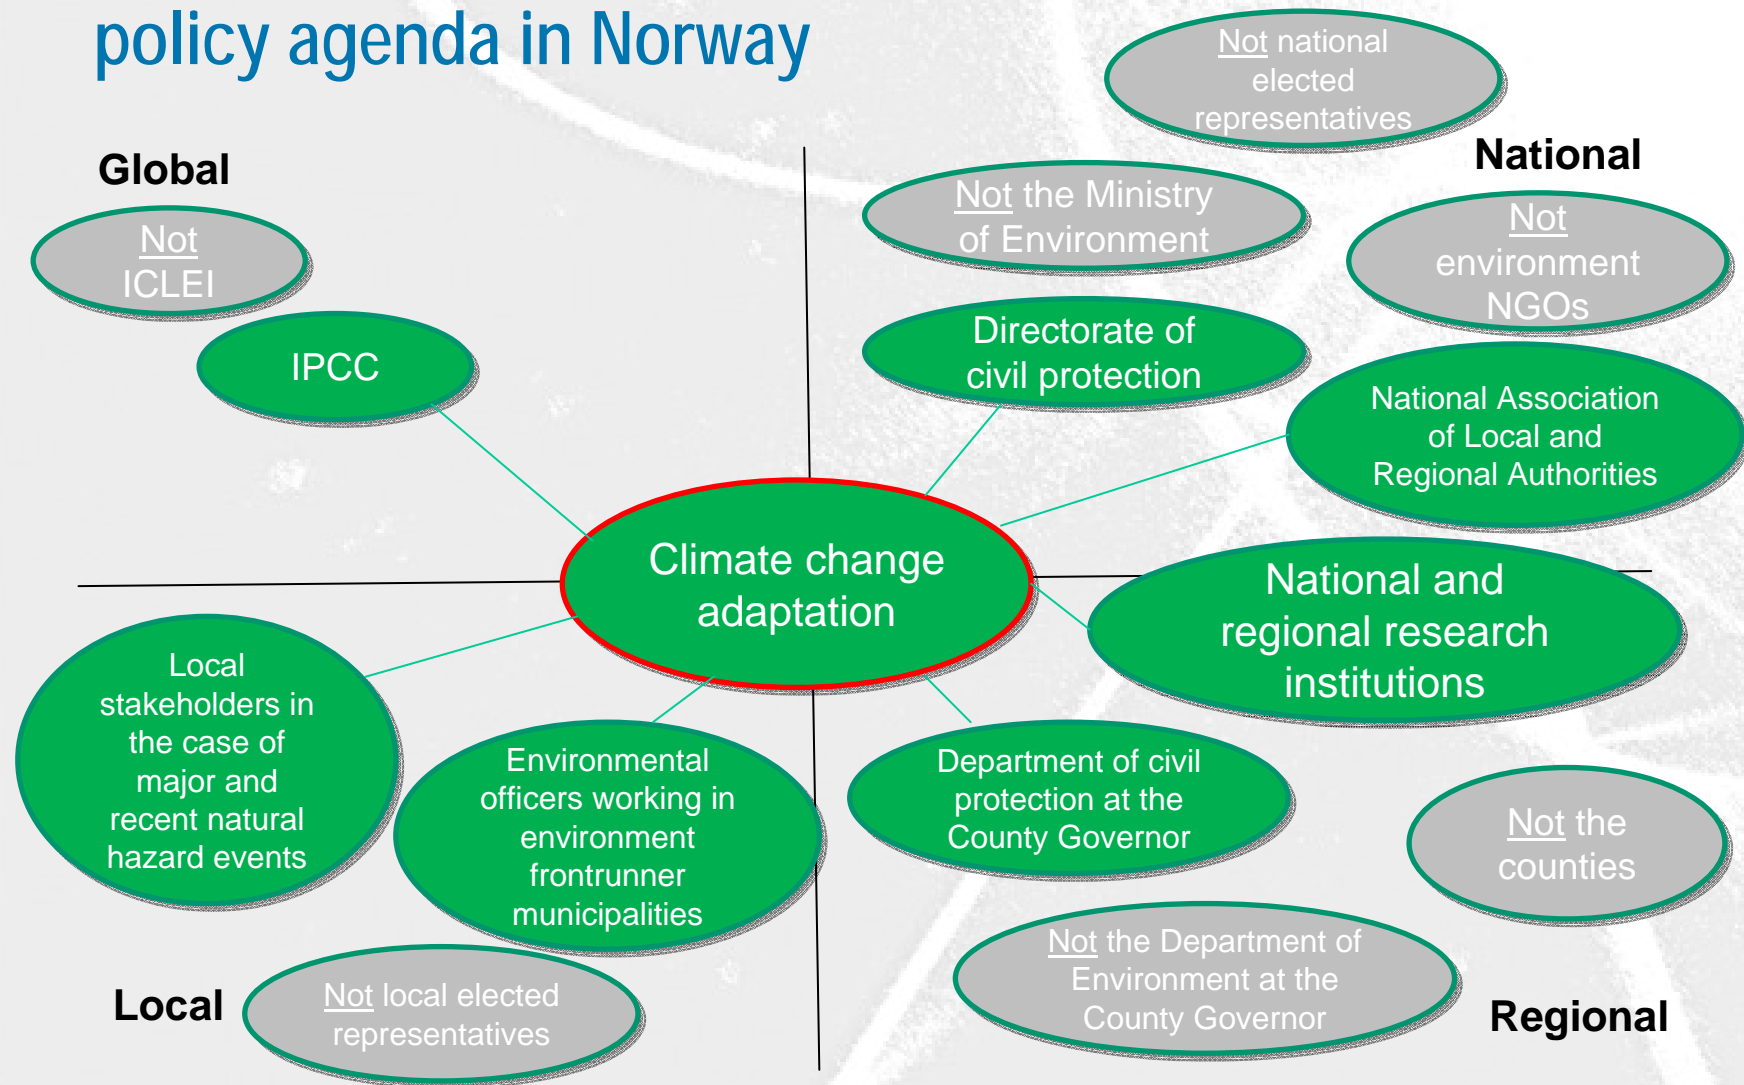 policy agenda in Norway
Global
Not
ICLEI
IPCC
Not national
elected
representatives
National
Not the Ministry
of Environment
Not
environment
NGOs
Directorate of
civil protection
National Association
of Local and
Regional Authorities
Climate change
adaptation
National and
regional research
institutions
Local
stakeholders in
the case of
major and
recent natural
hazard events
Environmental
officers working in
environment
frontrunner
municipalities
Department of civil
protection at the
County Governor
Not the
counties
Local
Not local elected
representatives
Not the Department of
Environment at the
County Governor
Regional